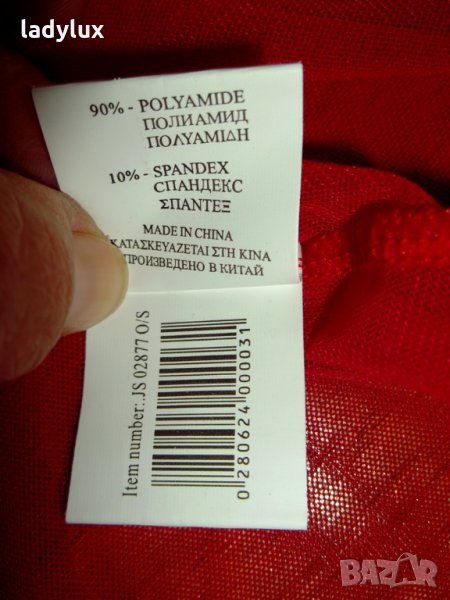 ladylux
90% - POLYAMIDE
ПОЛИАМИД
ΠΟΛΥΑΜΙΔΗ
10% - SPANDEX
СПАНДЕКС
ΣΠΑΝΤΕΞ
MADE IN CHINA
ΚΑΤΑΣΚΕΥΑΖΕΤΑΙ ΣΤΗ ΚΙΝΑ
ПРОИЗВЕДЕНО В КИТАЙ
Item number:.JS 02877 O/S
0 280624 000031
BAZAR